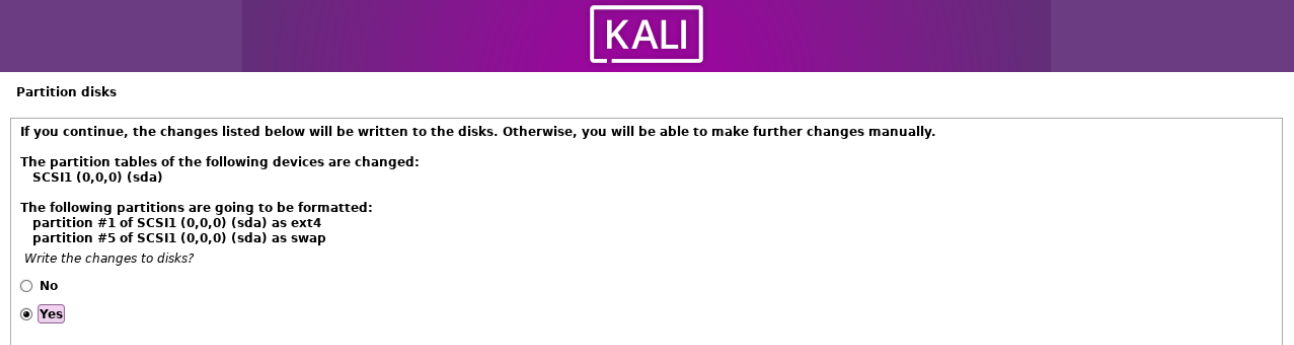 KALI
Partition disks
If you continue, the changes listed below will be written to the disks. Otherwise, you will be able to make further changes manually.
The partition tables of the following devices are changed:
SCSI1 (0,0,0) (sda)
The following partitions are going to be formatted:
partition #1 of SCSI1 (0,0,0) (sda) as ext4
partition #5 of SCSI1 (0,0,0) (sda) as swap
Write the changes to disks?
No
Yes